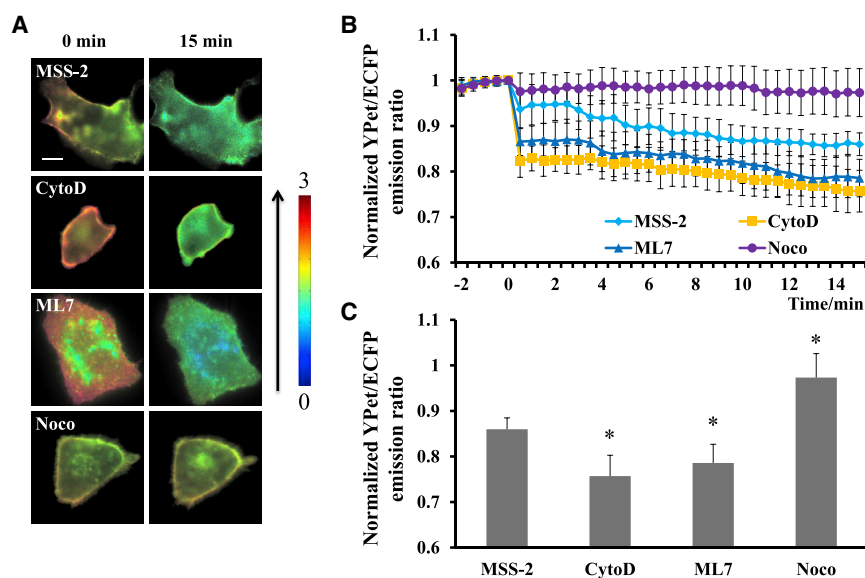 A
0 min 15 min
MSS-2
CytoD
ML7
Noco
3
0
B
Normalized YPet/ECFP
emission ratio
1.1
1
0.9
0.8
0.7
0.6
MSS-2 CytoD
ML7 Noco
-2 0 2 4 6 8 10 12 14
Time/min
C
Normalized YPet/ECFP
emission ratio
1.1
1
0.9
0.8
0.7
0.6
* * *
MSS-2 CytoD ML7 Noco